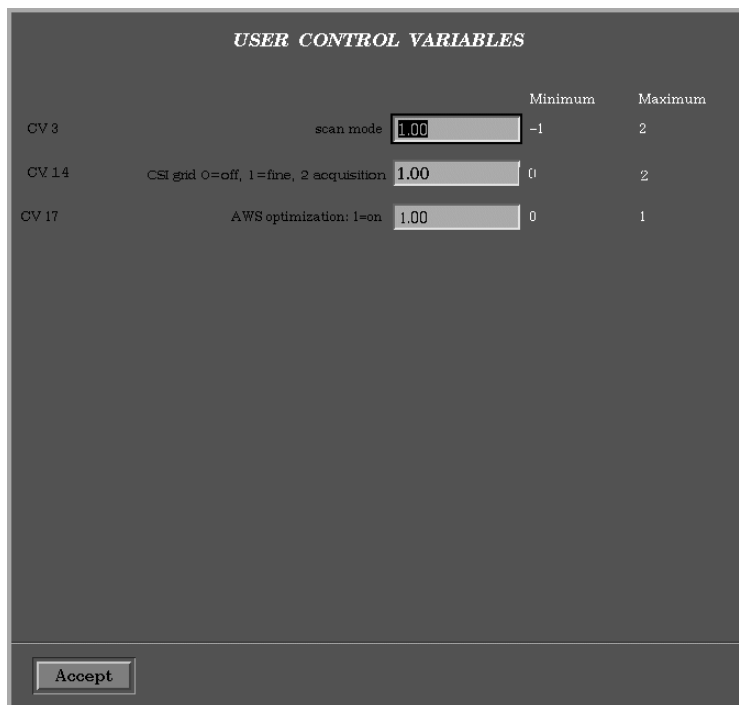 USER CONTROL VARIABLES
Minimum Maximum
CV 3 scan mode 1.00 -1 2
CV 14 CSI grid 0=off, 1=fine, 2 acquisition 1.00 0 2
CV 17 AWS optimization: 1=on 1.00 0 1
Accept